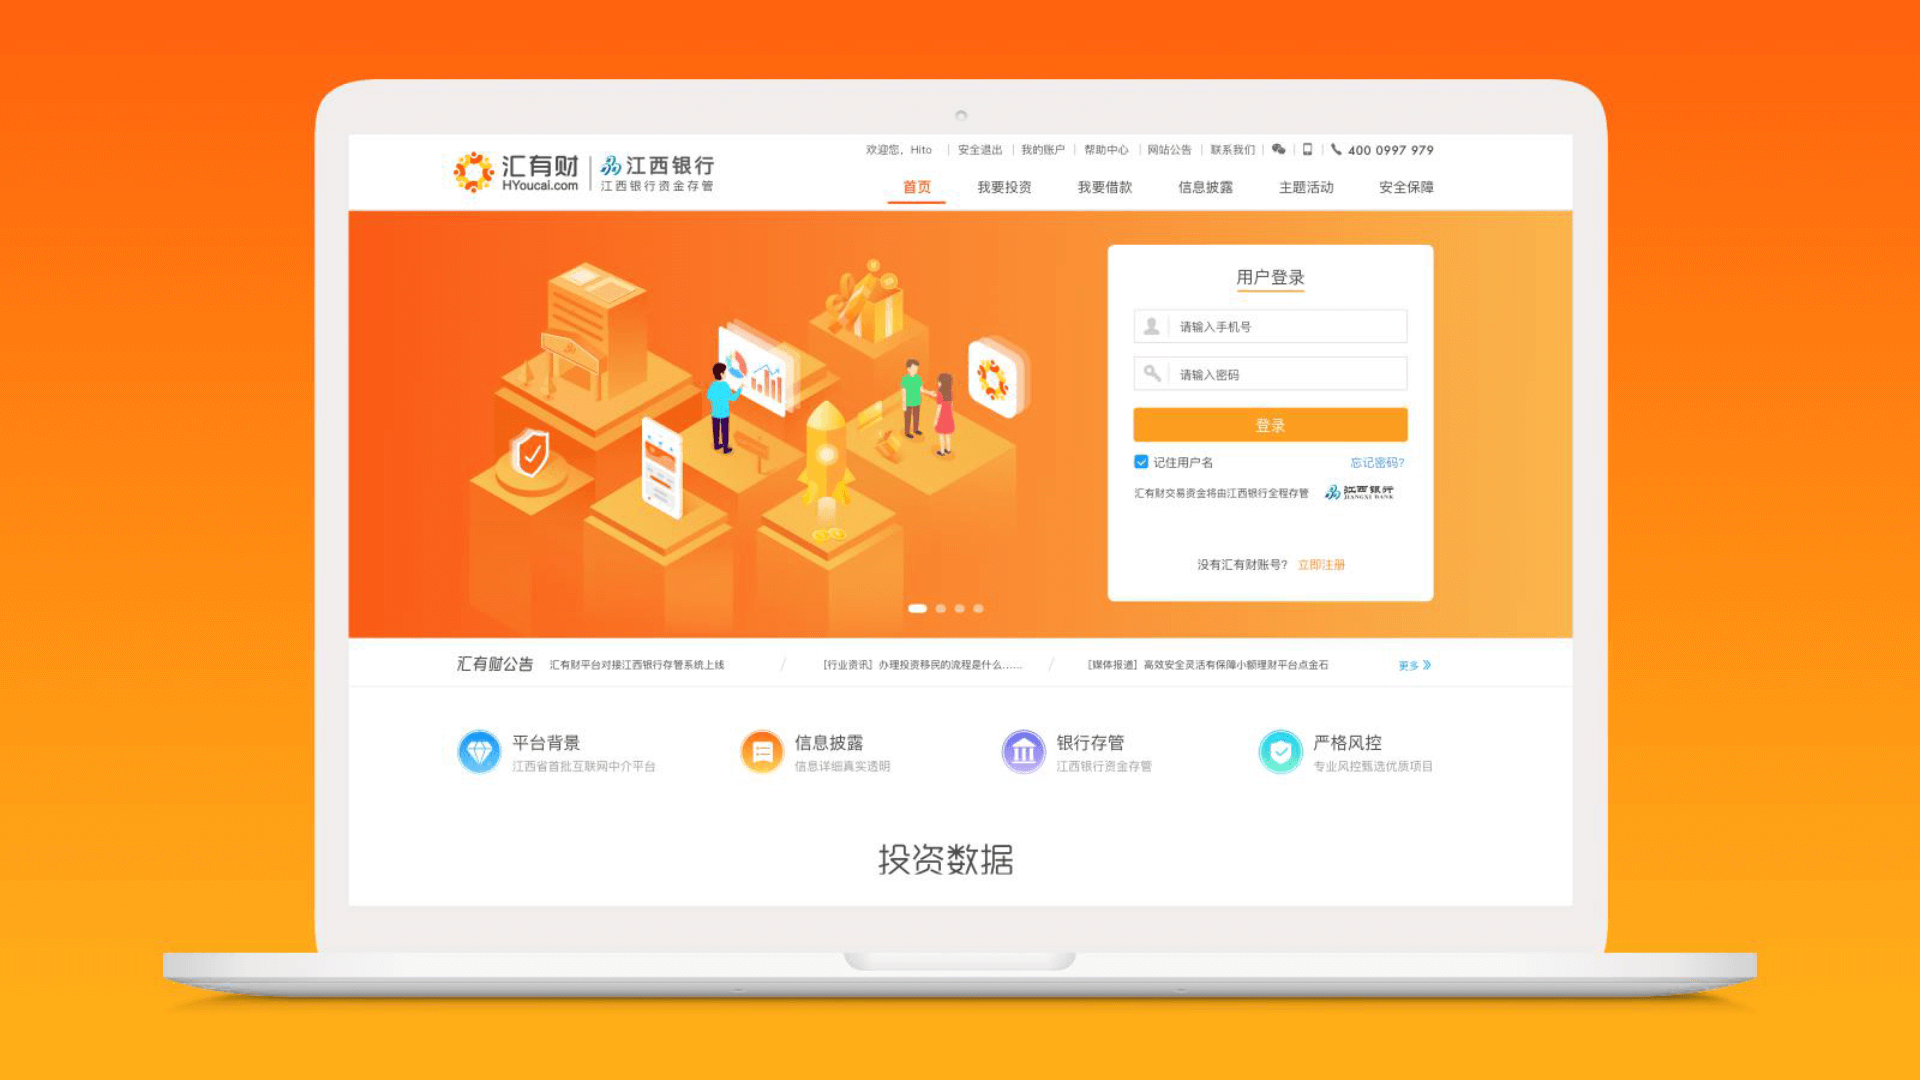 汇有财
HYoucai.com
江西银行
江西银行资金存管
欢迎您，Hito
安全退出
我的账户
帮助中心
网站公告
联系我们
400 0997 979
首页
我要投资
我要借款
信息披露
主题活动
安全保障
用户登录
请输入手机号
请输入密码
登录
记住用户名
忘记密码?
汇有财交易资金将由江西银行全程存管
江西银行
JIANGXI BANK
没有汇有财账号?
立即注册
汇有财公告
汇有财平台对接江西银行存管系统上线
[行业资讯] 办理投资移民的流程是什么......
[媒体报道] 高效安全灵活有保障小额理财平台点金石
更多
平台背景
江西省首批互联网中介平台
信息披露
信息详细真实透明
银行存管
江西银行资金存管
严格风控
专业风控甄选优质项目
投资数据